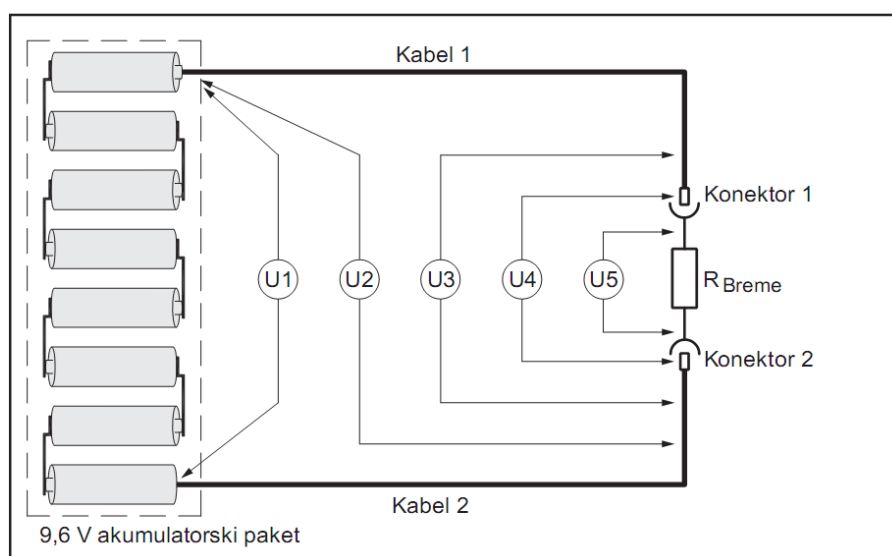 Kabel 1
Konektor 1
U1
U2
U3
U4
U5
R Breme
Konektor 2
Kabel 2
9,6 V akumulatorski paket